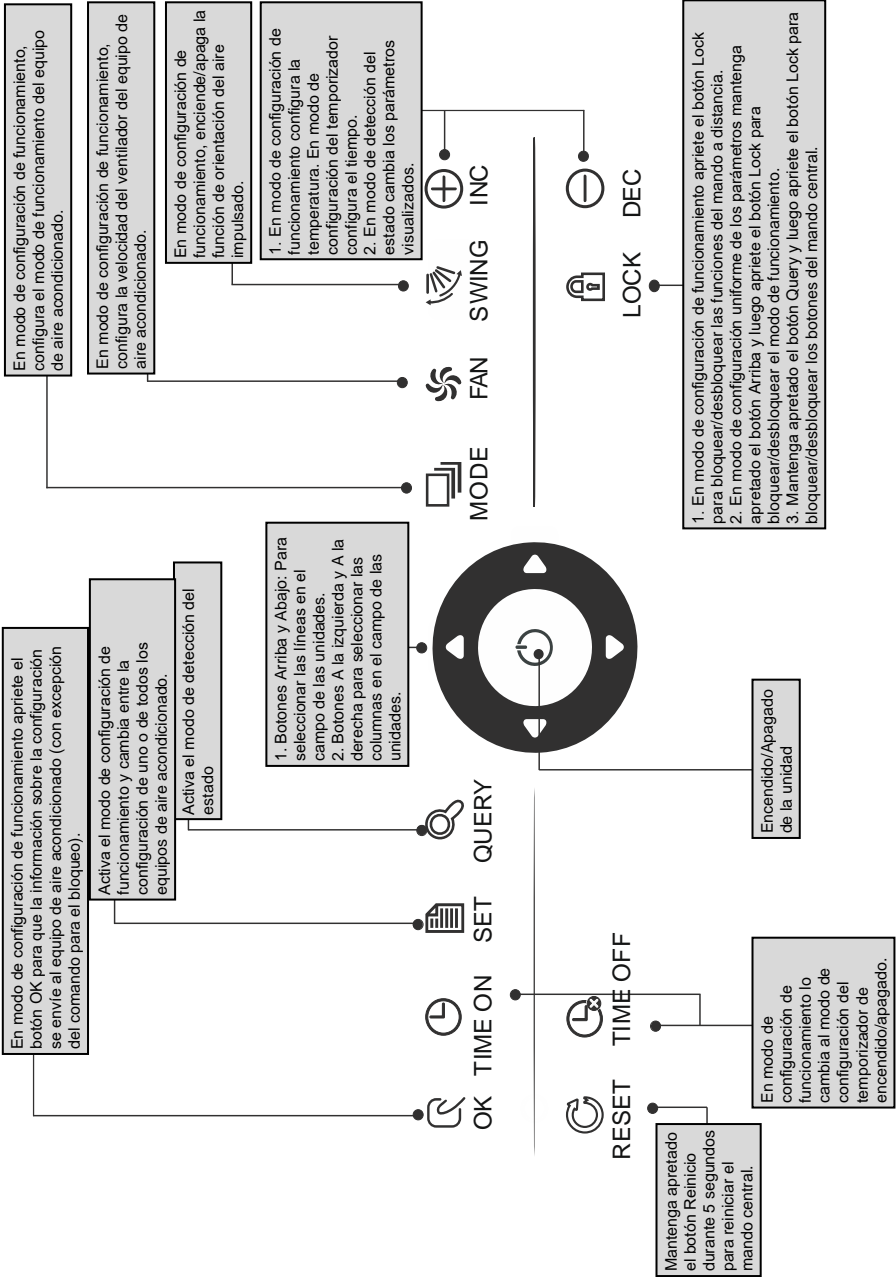 En modo de configuración de funcionamiento apriete el
botón OK para que la información sobre la configuración
se envíe al equipo de aire acondicionado (con excepción
del comando para el bloqueo).
Activa el modo de configuración de
funcionamiento y cambia entre la
configuración de uno o de todos los
equipos de aire acondicionado.
Activa el modo de detección del
estado
1. Botones Arriba y Abajo: Para
seleccionar las líneas en el
campo de las unidades.
2. Botones A la izquierda y A la
derecha para seleccionar las
columnas en el campo de las
unidades.
En modo de configuración de funcionamiento,
configura el modo de funcionamiento del equipo
de aire acondicionado.
En modo de configuración de funcionamiento,
configura la velocidad del ventilador del equipo de
aire acondicionado.
En modo de configuración de
funcionamiento, enciende/apaga la
función de orientación del aire
impulsado.
1. En modo de configuración de
funcionamiento configura la
temperatura. En modo de
configuración del temporizador
configura el tiempo.
2. En modo de detección del
estado cambia los parámetros
visualizados.
OK
TIME ON
SET
QUERY
MODE
FAN
SWING
INC
RESET
TIME OFF
LOCK
DEC
Mantenga apretado
el botón Reinicio
durante 5 segundos
para reiniciar el
mando central.
En modo de
configuración de
funcionamiento lo
cambia al modo de
configuración del
temporizador de
encendido/apagado.
Encendido/Apagado
de la unidad
1. En modo de configuración de funcionamiento apriete el botón Lock
para bloquear/desbloquear las funciones del mando a distancia.
2. En modo de configuración uniforme de los parámetros mantenga
apretado el botón Arriba y luego apriete el botón Lock para
bloquear/desbloquear el modo de funcionamiento.
3. Mantenga apretado el botón Query y luego apriete el botón Lock para
bloquear/desbloquear los botones del mando central.